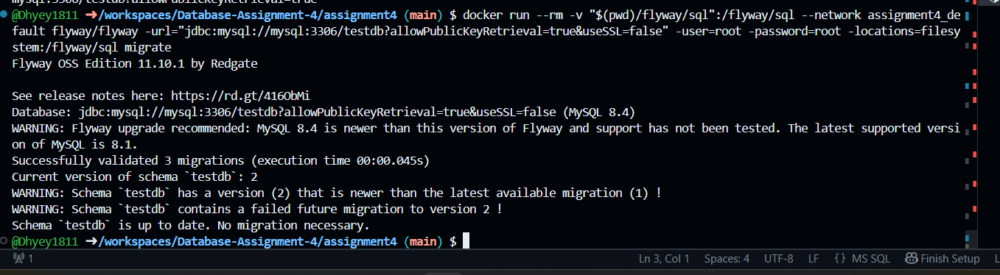 mysql:3306/testdb?allowPublicKeyRetrieval=true
@Dhyey1811 ➜/workspaces/Database-Assignment-4/assignment4 (main) $ docker run --rm -v "$(pwd)/flyway/sql":/flyway/sql --network assignment4_de
fault flyway/flyway -url="jdbc:mysql://mysql:3306/testdb?allowPublicKeyRetrieval=true&useSSL=false" -user=root -password=root -locations=filesy
stem:/flyway/sql migrate
Flyway OSS Edition 11.10.1 by Redgate
See release notes here: https://rd.gt/416ObMi
Database: jdbc:mysql://mysql:3306/testdb?allowPublicKeyRetrieval=true&useSSL=false (MySQL 8.4)
WARNING: Flyway upgrade recommended: MySQL 8.4 is newer than this version of Flyway and support has not been tested. The latest supported versi
on of MySQL is 8.1.
Successfully validated 3 migrations (execution time 00:00.045s)
Current version of schema `testdb`: 2
WARNING: Schema `testdb` has a version (2) that is newer than the latest available migration (1) !
WARNING: Schema `testdb` contains a failed future migration to version 2 !
Schema `testdb` is up to date. No migration necessary.
@Dhyey1811 ➜/workspaces/Database-Assignment-4/assignment4 (main) $
1 Ln 3, Col 1 Spaces: 4 UTF-8 LF {} MS SQL Finish Setup